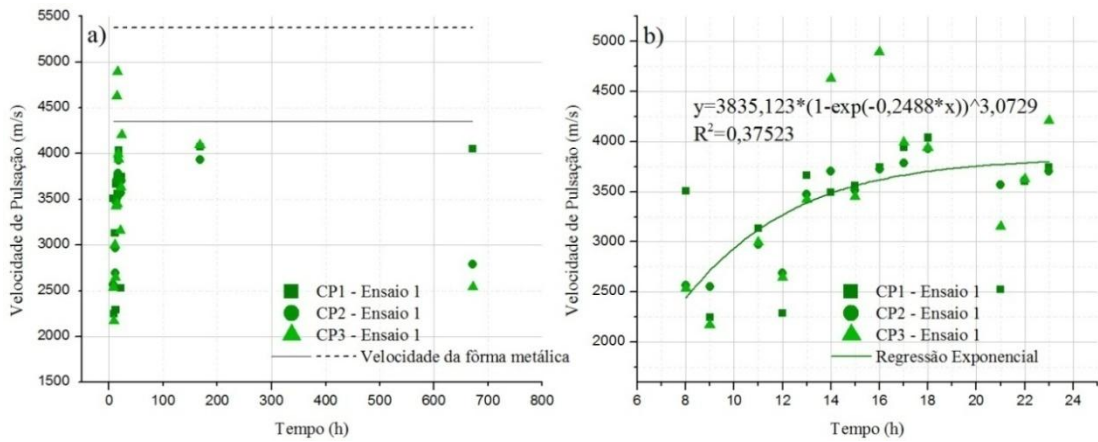 a)
5500
5000
4500
4000
3500
3000
2500
2000
1500
Velocidade de Pulsação (m/s)
CP1 - Ensaio 1
CP2 - Ensaio 1
CP3 - Ensaio 1
Velocidade da fôrma metálica
0 100 200 300 400 500 600 700 800
Tempo (h)
b)
5000
4500
4000
3500
3000
2500
2000
Velocidade de Pulsação (m/s)
y=3835,123*(1-exp(-0,2488*x))^3,0729
R²=0,37523
CP1 - Ensaio 1
CP2 - Ensaio 1
CP3 - Ensaio 1
Regressão Exponencial
6 8 10 12 14 16 18 20 22 24
Tempo (h)